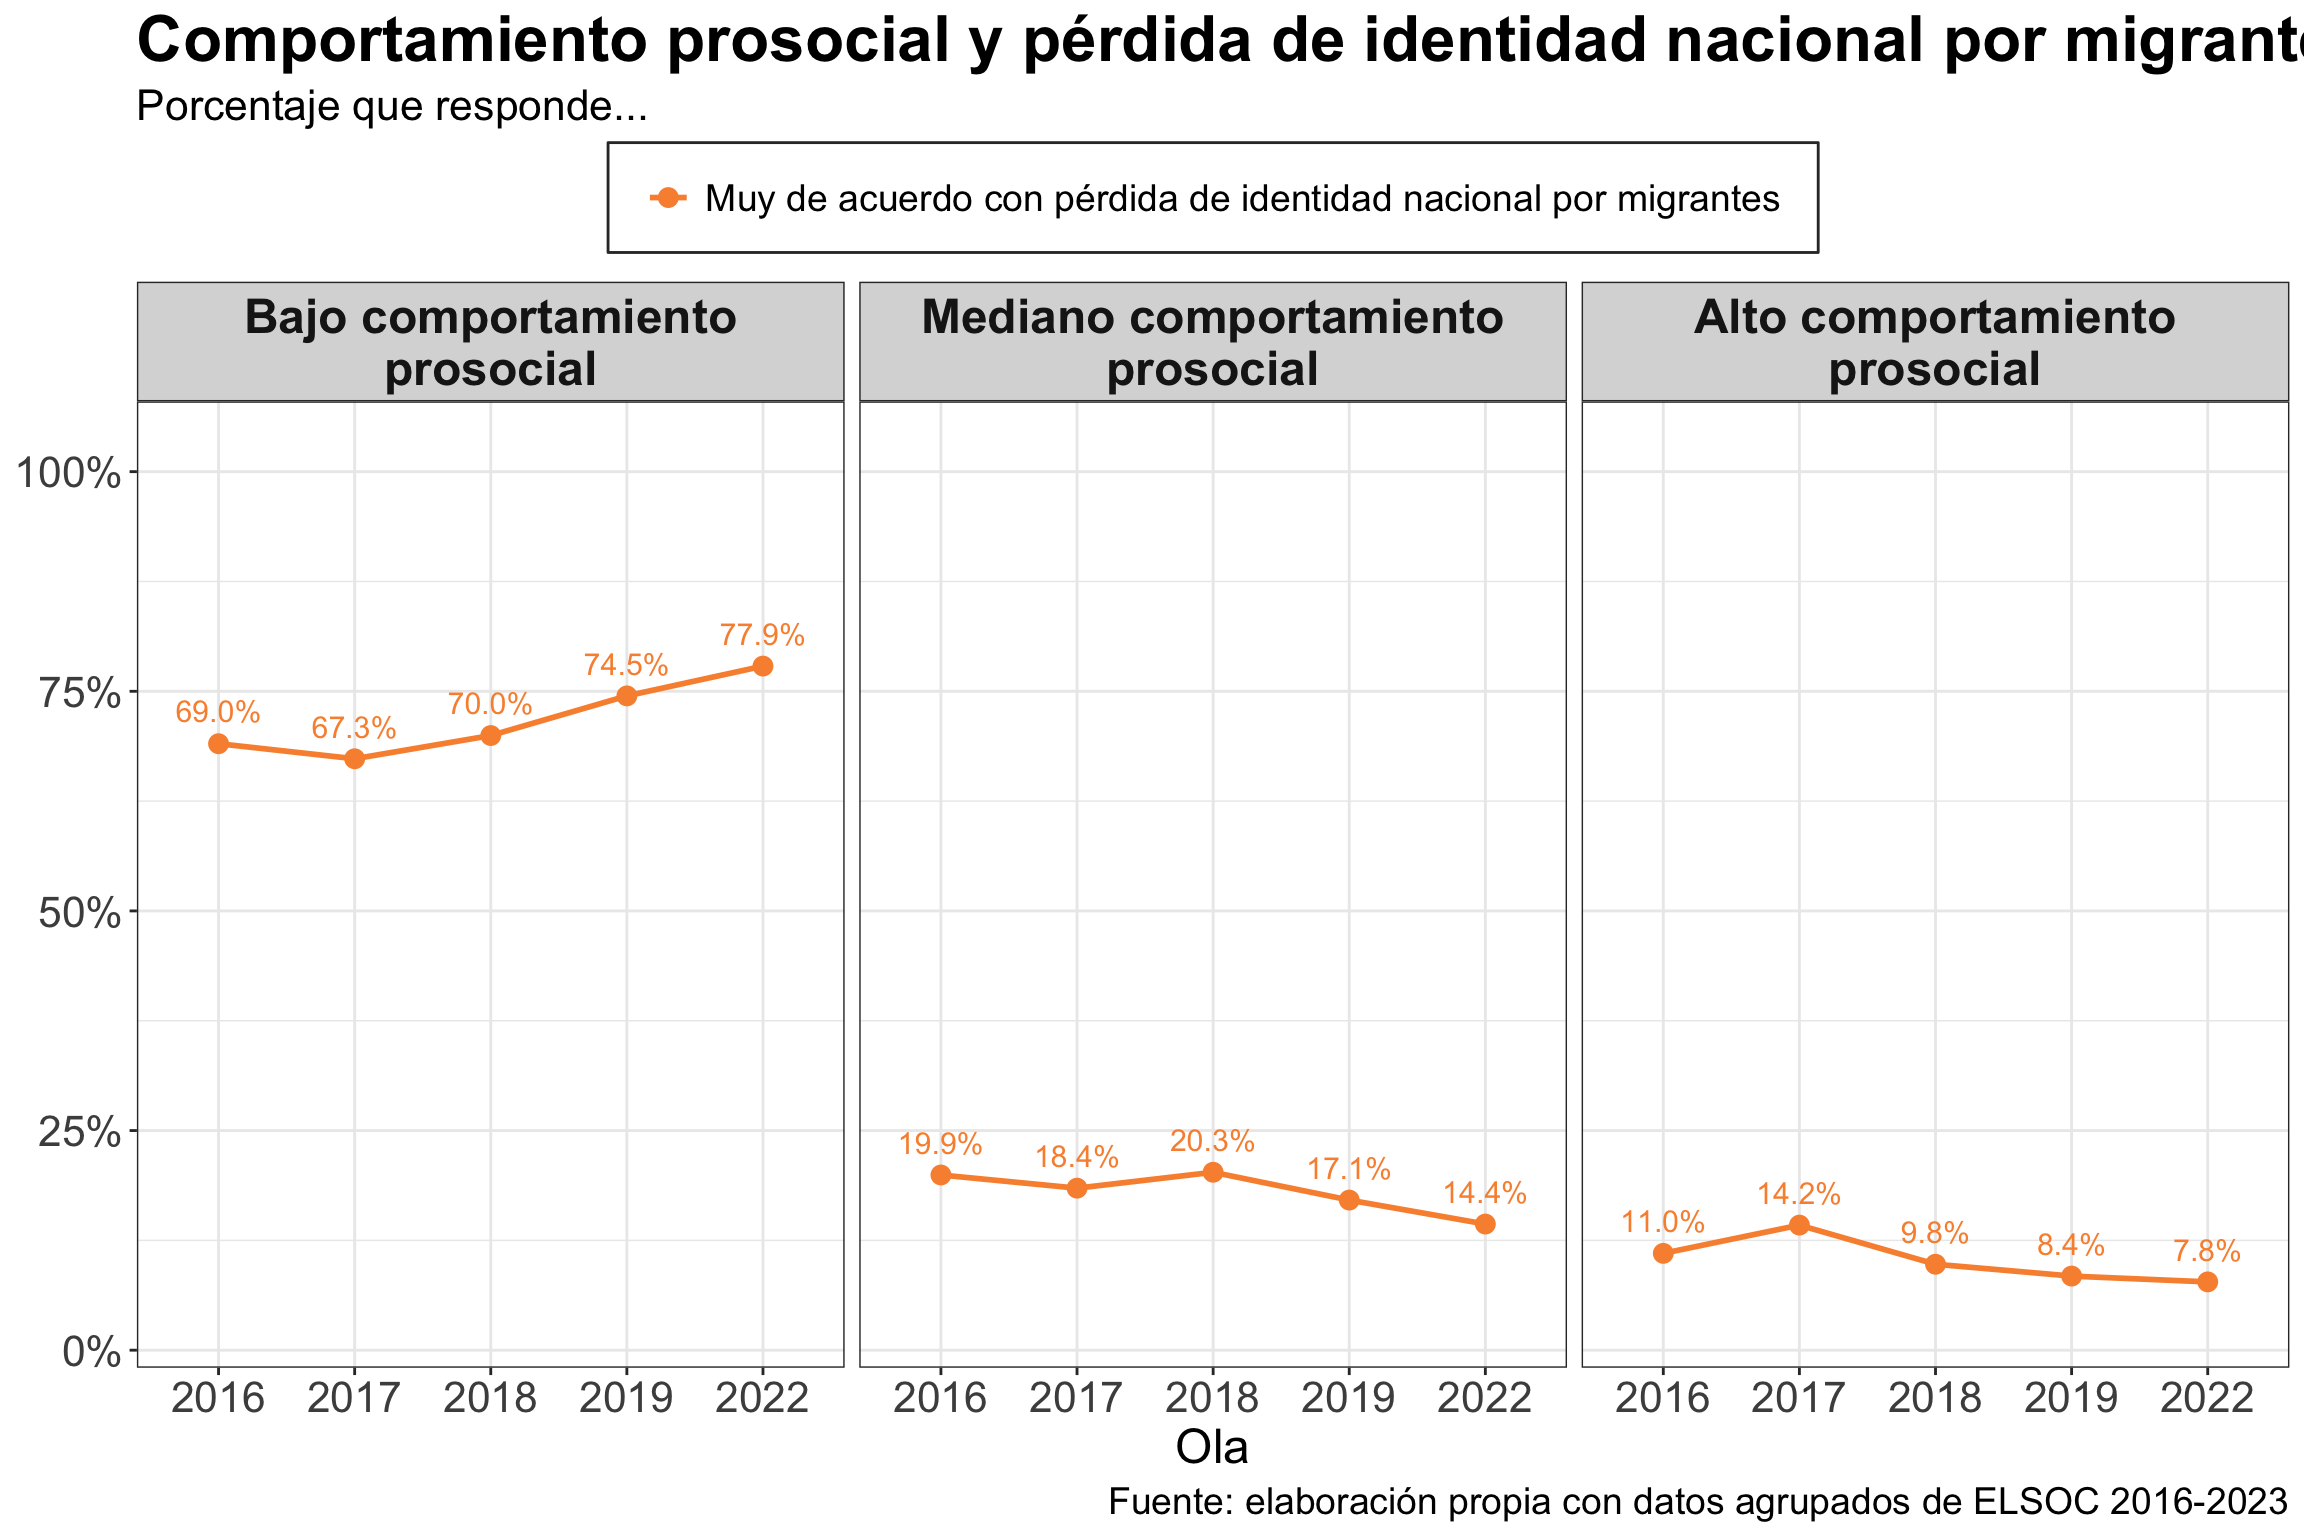 Comportamiento prosocial y pérdida de identidad nacional por migrant
Porcentaje que responde...
Muy de acuerdo con pérdida de identidad nacional por migrantes
Bajo comportamiento
prosocial
Mediano comportamiento
prosocial
Alto comportamiento
prosocial
100%
75%
50%
25%
0%
69.0% 67.3% 70.0% 74.5% 77.9%
19.9% 18.4% 20.3% 17.1% 14.4%
11.0% 14.2% 9.8% 8.4% 7.8%
2016 2017 2018 2019 2022
2016 2017 2018 2019 2022
2016 2017 2018 2019 2022
Ola
Fuente: elaboración propia con datos agrupados de ELSOC 2016-2023